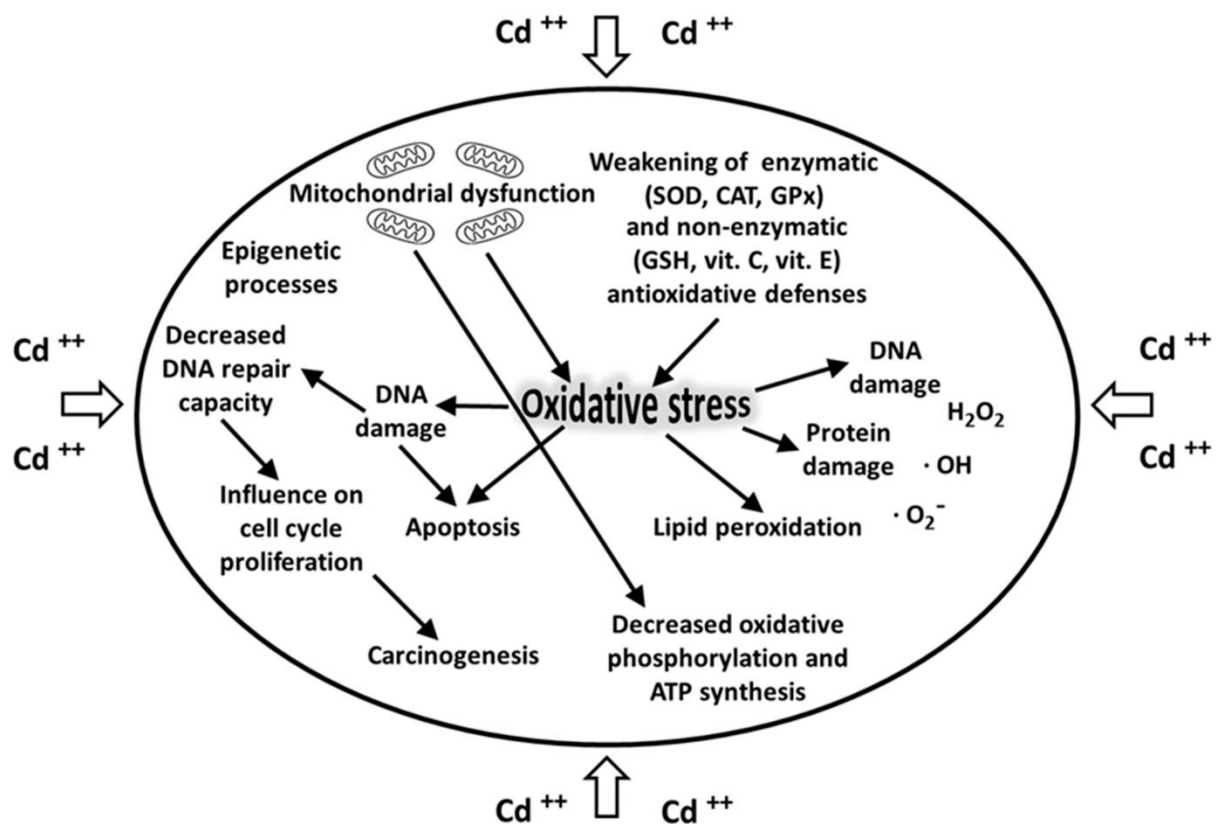 Cd ++
Cd ++
Mitochondrial dysfunction
Weakening of enzymatic
(SOD, CAT, GPx)
and non-enzymatic
(GSH, vit. C, vit. E)
antioxidative defenses
Epigenetic
processes
Cd ++
Cd ++
Decreased
DNA repair
capacity
DNA
damage
Oxidative stress
DNA
damage
H₂O₂
Cd ++
Cd ++
Protein
damage
· OH
Influence on
cell cycle
proliferation
Apoptosis
Lipid peroxidation
· O₂⁻
Carcinogenesis
Decreased oxidative
phosphorylation and
ATP synthesis
Cd ++
Cd ++